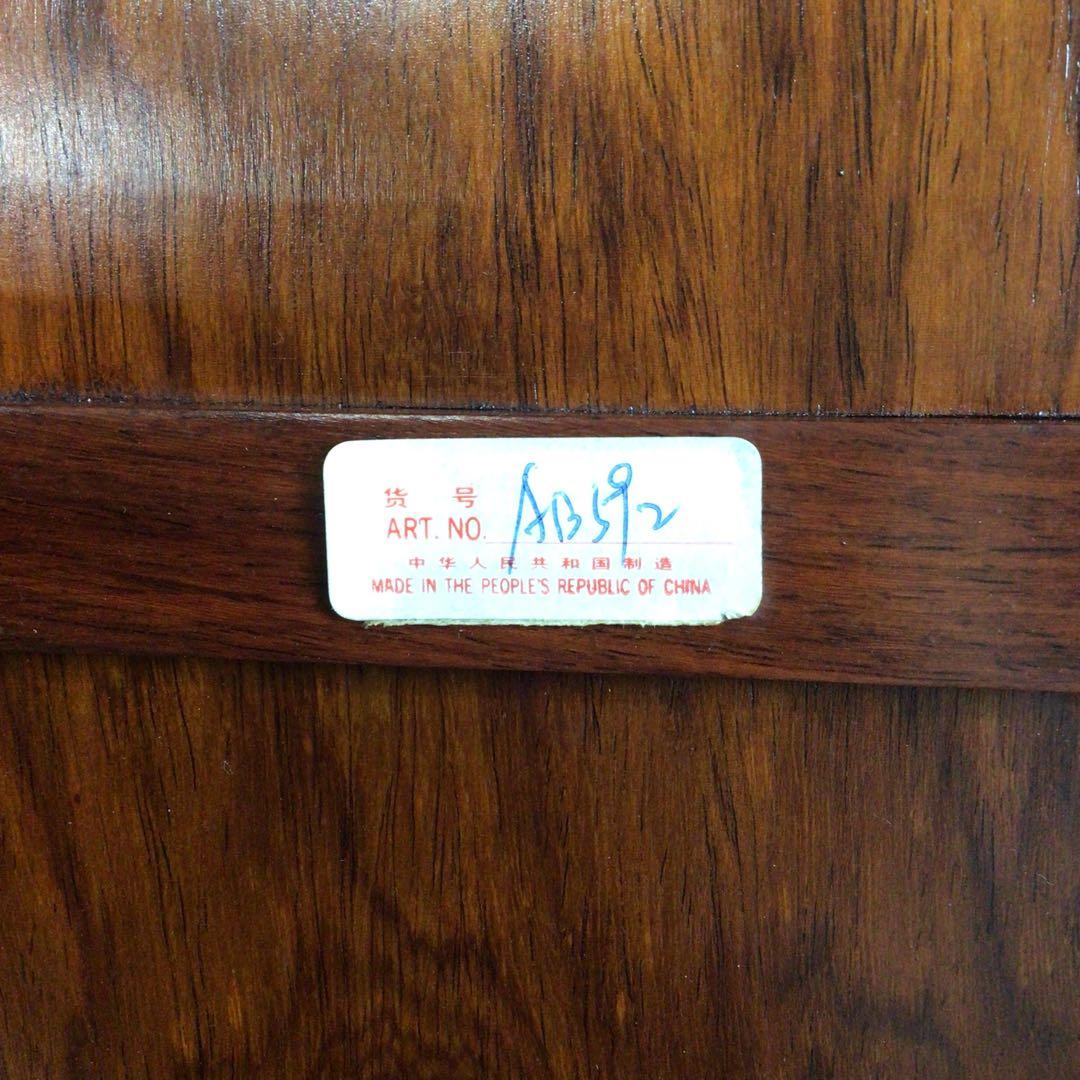 货号
ART. NO. AB592
中华人民共和国制造
MADE IN THE PEOPLE'S REPUBLIC OF CHINA